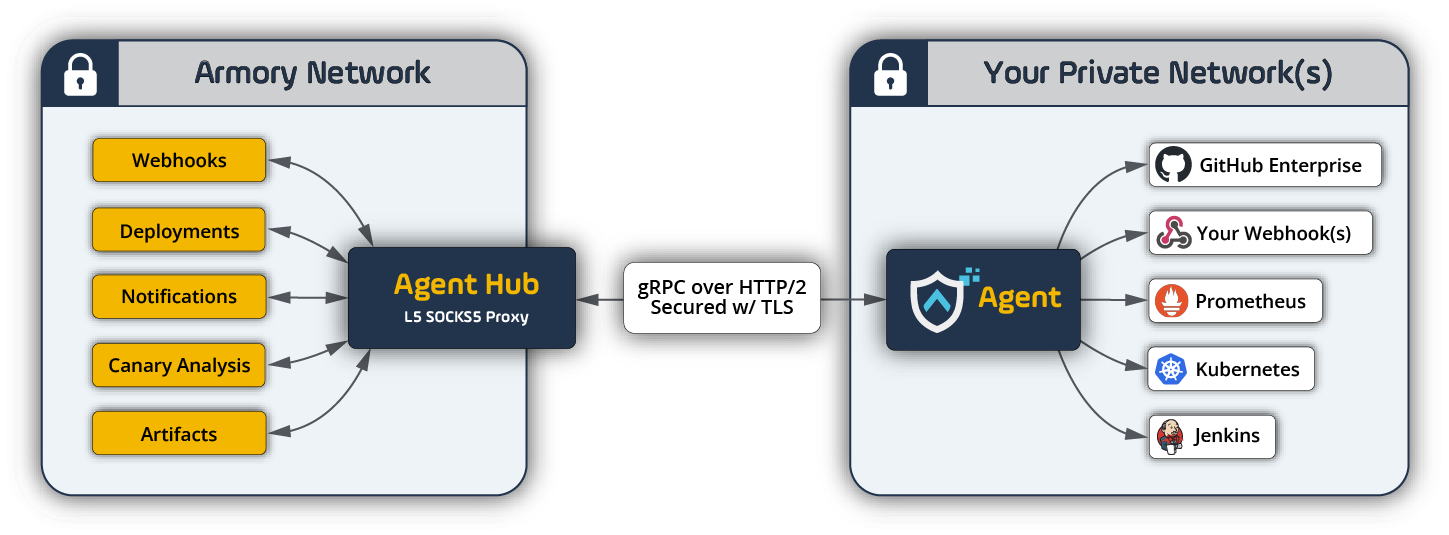 Armory Network
Webhooks
Deployments
Notifications
Canary Analysis
Artifacts
Agent Hub
L5 SOCKS5 Proxy
gRPC over HTTP/2
Secured w/ TLS
Your Private Network(s)
Agent
GitHub Enterprise
Your Webhook(s)
Prometheus
Kubernetes
Jenkins